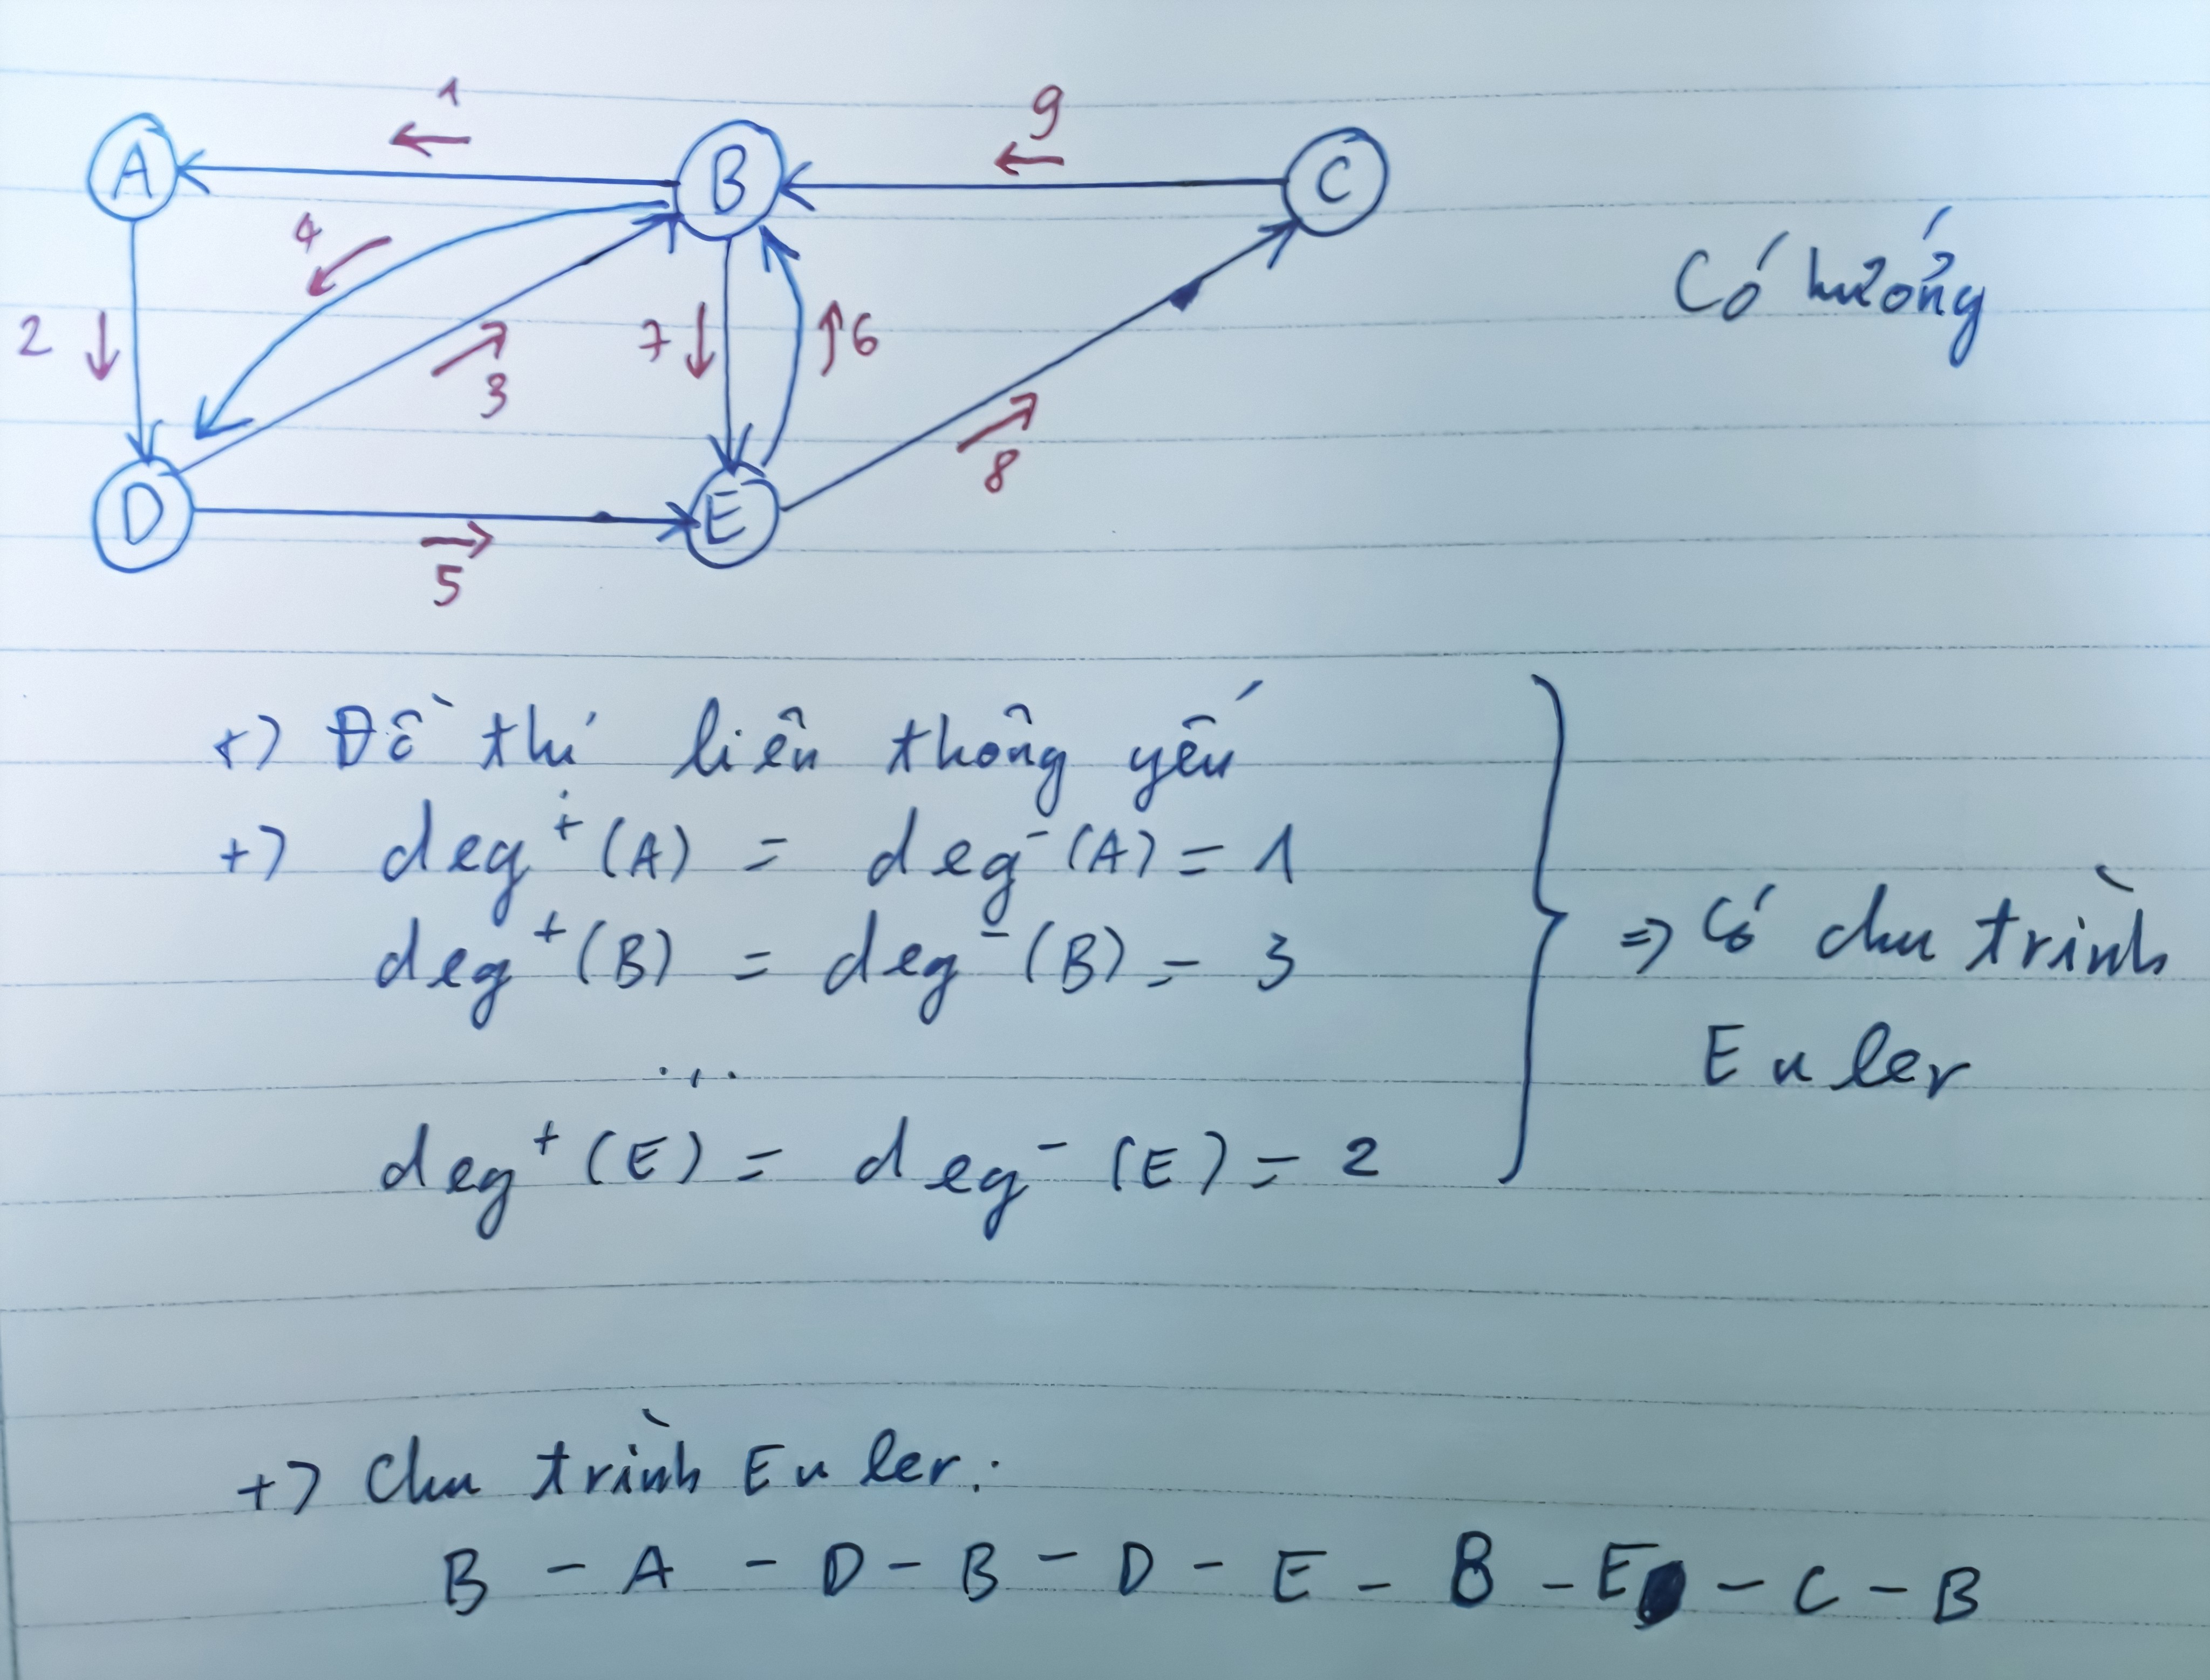 1
9
A
B
C
4
Có hướng
2
3
7
6
8
D
E
5
+) Đồ thị liên thông yếu
+) deg⁺(A) = deg⁻(A) = 1
deg⁺(B) = deg⁻(B) = 3
...
deg⁺(E) = deg⁻(E) = 2
=> Có chu trình
Euler
+) Chu trình Euler:
B - A - D - B - D - E - B - E - C - B